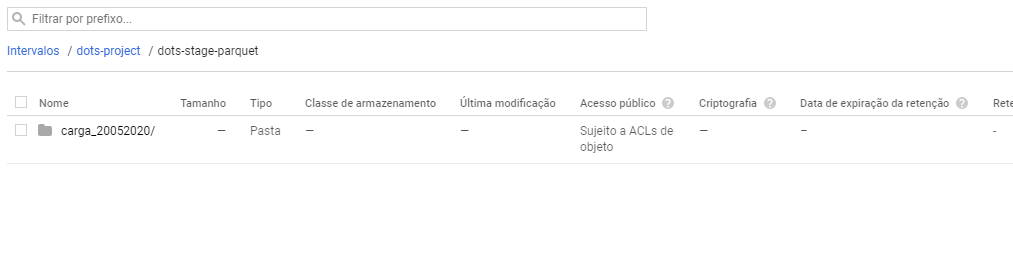 Filtrar por prefixo...
Intervalos / dots-project / dots-stage-parquet
Nome Tamanho Tipo Classe de armazenamento Última modificação Acesso público ? Criptografia ? Data de expiração da retenção ? Rete
carga_20052020/ — Pasta — — Sujeito a ACLs de — – -
objeto